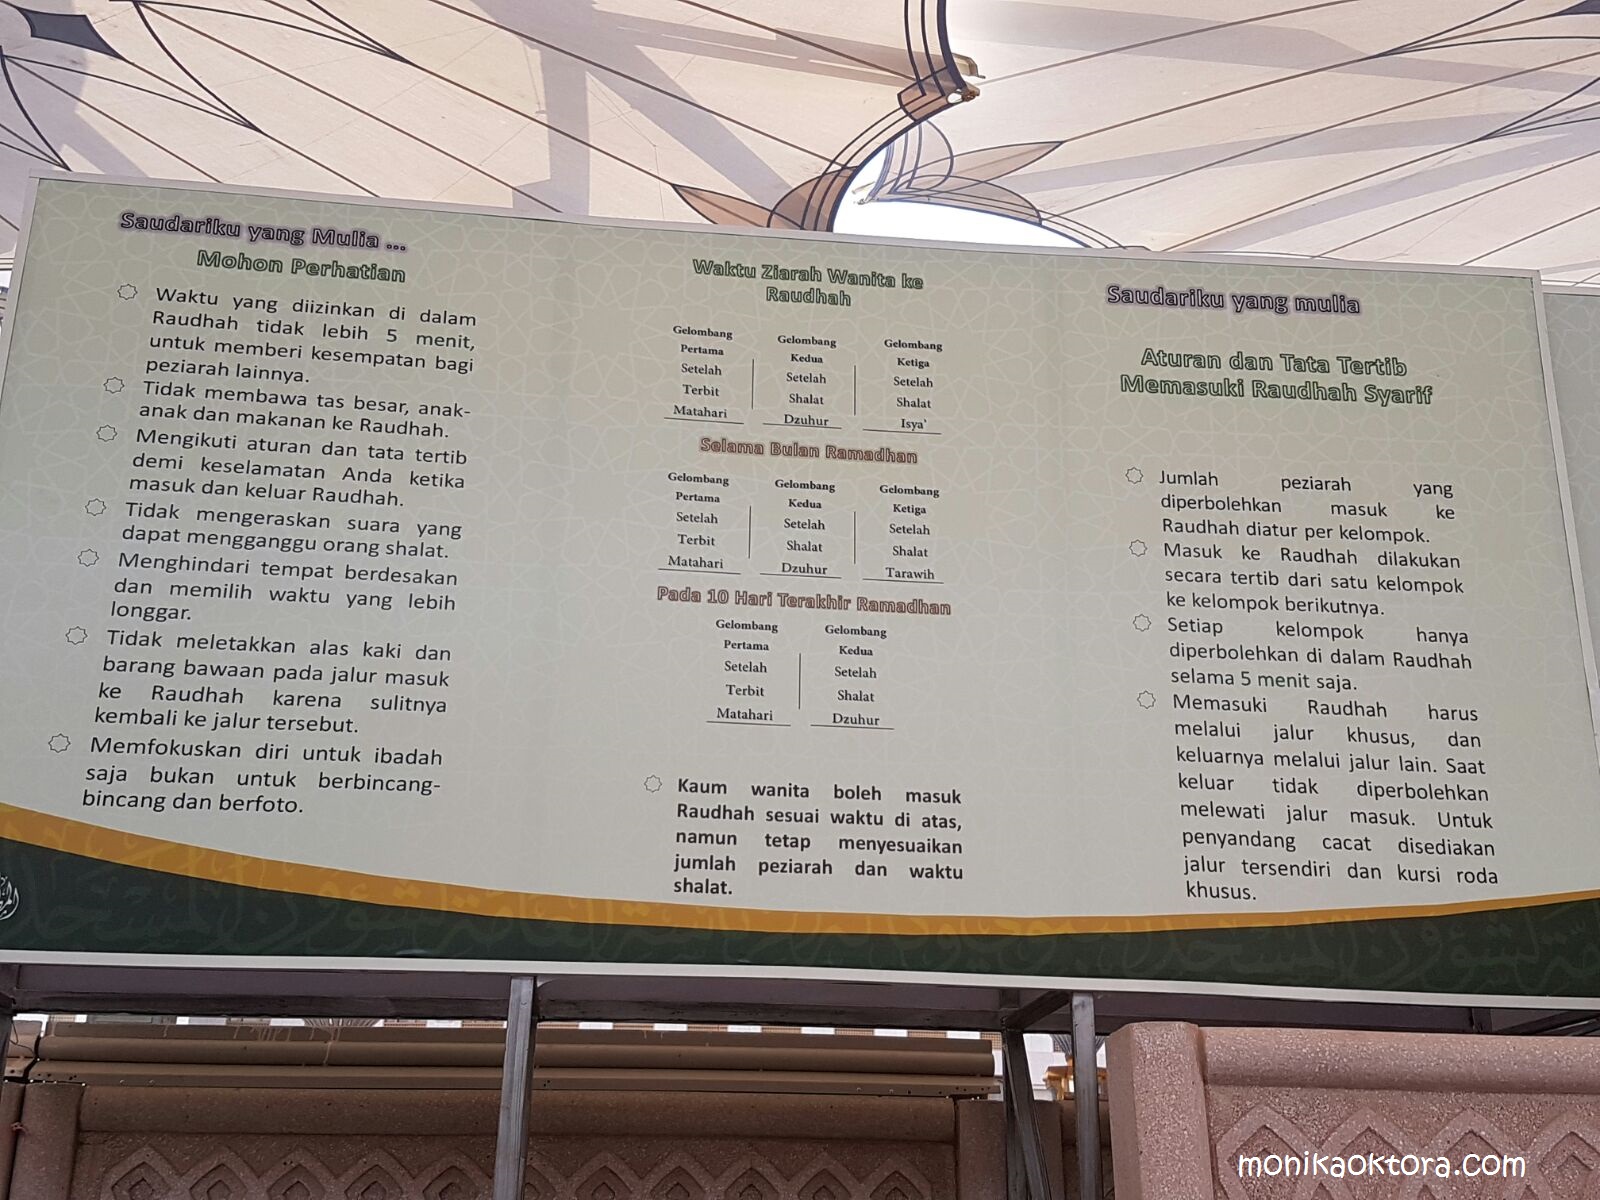 Saudariku yang Mulia ...
Mohon Perhatian
Waktu yang diizinkan di dalam
Raudhah tidak lebih 5 menit,
untuk memberi kesempatan bagi
peziarah lainnya.
Tidak membawa tas besar, anak-
anak dan makanan ke Raudhah.
Mengikuti aturan dan tata tertib
demi keselamatan Anda ketika
masuk dan keluar Raudhah.
Tidak mengeraskan suara yang
dapat mengganggu orang shalat.
Menghindari tempat berdesakan
dan memilih waktu yang lebih
longgar.
Tidak meletakkan alas kaki dan
barang bawaan pada jalur masuk
ke Raudhah karena sulitnya
kembali ke jalur tersebut.
Memfokuskan diri untuk ibadah
saja bukan untuk berbincang-
bincang dan berfoto.
Waktu Ziarah Wanita ke
Raudhah
Gelombang Gelombang Gelombang
Pertama Kedua Ketiga
Setelah Setelah Setelah
Terbit Shalat Shalat
Matahari Dzuhur Isya'
Selama Bulan Ramadhan
Gelombang Gelombang Gelombang
Pertama Kedua Ketiga
Setelah Setelah Setelah
Terbit Shalat Shalat
Matahari Dzuhur Tarawih
Pada 10 Hari Terakhir Ramadhan
Gelombang Gelombang
Pertama Kedua
Setelah Setelah
Terbit Shalat
Matahari Dzuhur
Kaum wanita boleh masuk
Raudhah sesuai waktu di atas,
namun tetap menyesuaikan
jumlah peziarah dan waktu
shalat.
Saudariku yang mulia
Aturan dan Tata Tertib
Memasuki Raudhah Syarif
Jumlah peziarah yang
diperbolehkan masuk ke
Raudhah diatur per kelompok.
Masuk ke Raudhah dilakukan
secara tertib dari satu kelompok
ke kelompok berikutnya.
Setiap kelompok hanya
diperbolehkan di dalam Raudhah
selama 5 menit saja.
Memasuki Raudhah harus
melalui jalur khusus, dan
keluarnya melalui jalur lain. Saat
keluar tidak diperbolehkan
melewati jalur masuk. Untuk
penyandang cacat disediakan
jalur tersendiri dan kursi roda
khusus.
monikaoktora.com